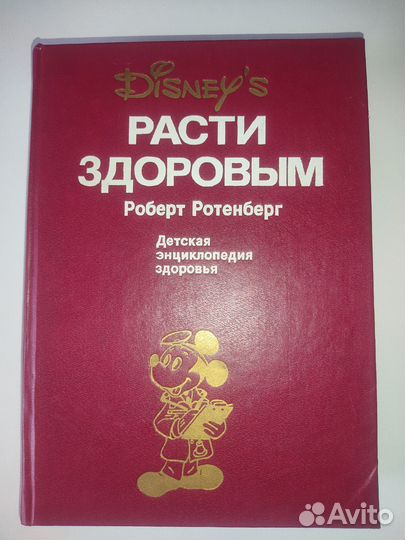 Disney's
РАСТИ
ЗДОРОВЫМ
Роберт Ротенберг
Детская
энциклопедия
здоровья
Avito